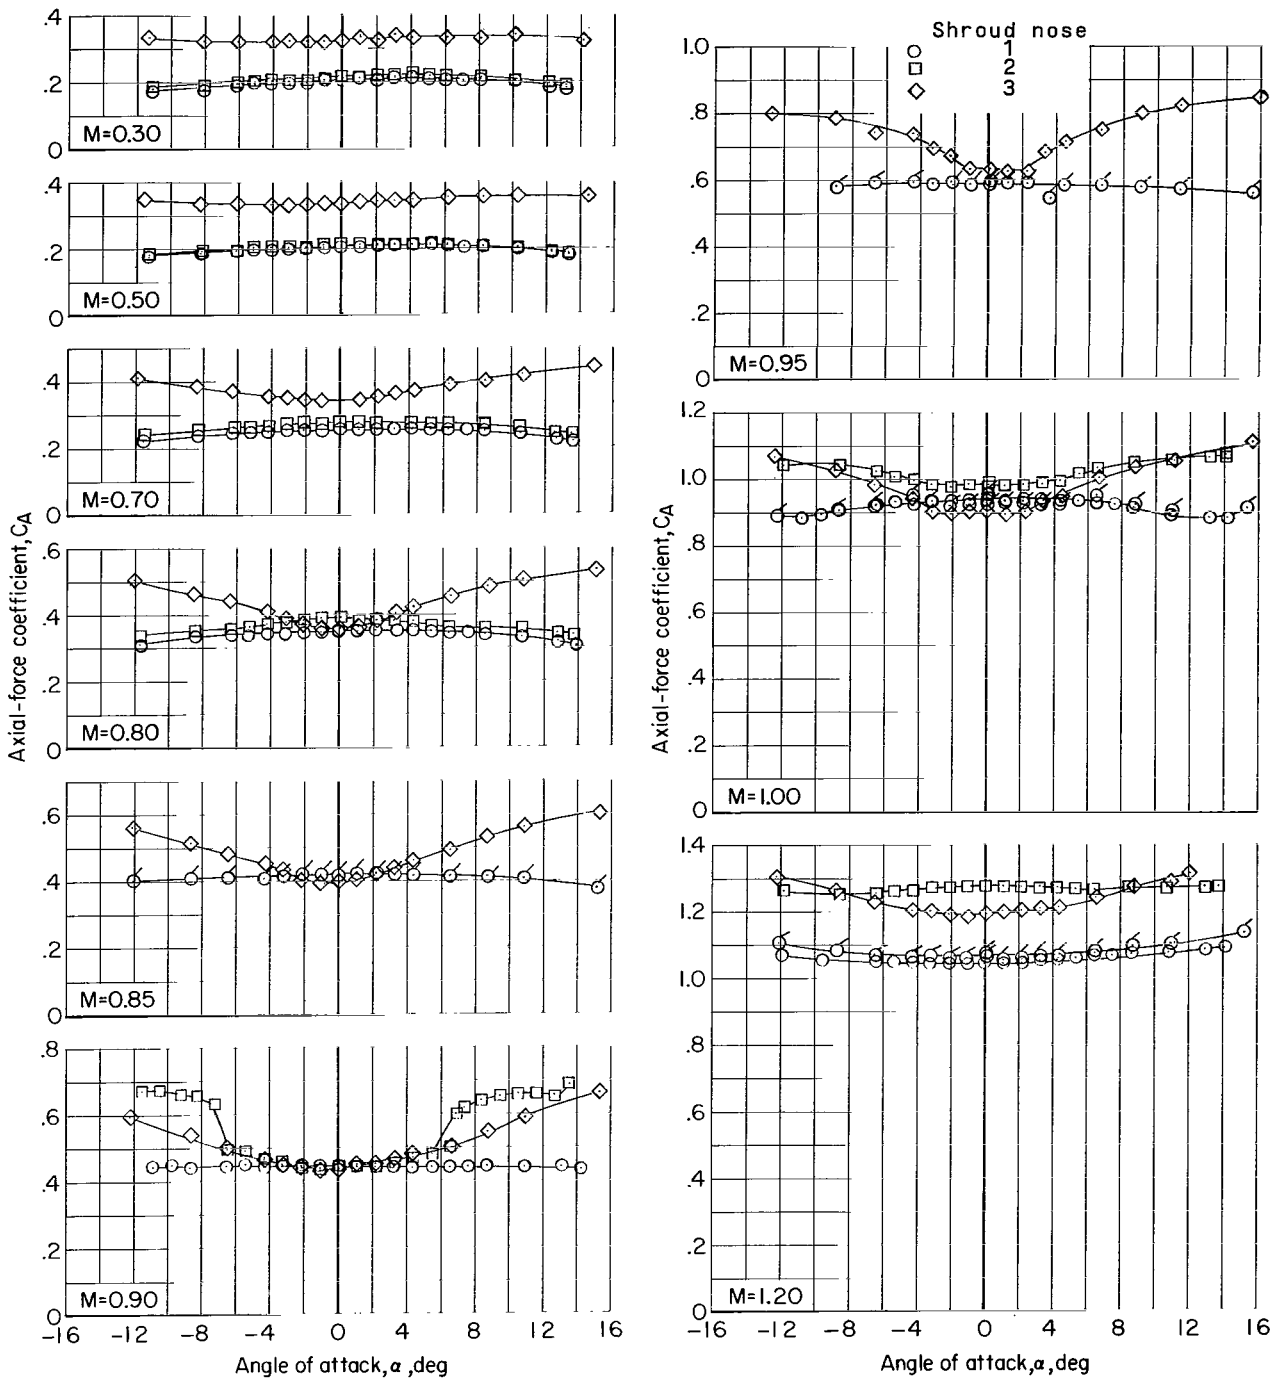 .4
.2
0
M=0.30
.4
.2
0
M=0.50
.4
.2
0
M=0.70
.6
.4
.2
0
M=0.80
.6
.4
.2
0
M=0.85
.8
.6
.4
.2
0
M=0.90
-16 -12 -8 -4 0 4 8 12 16
Angle of attack, α, deg
Axial-force coefficient, CA
Shroud nose
1
2
3
1.0
.8
.6
.4
.2
0
M=0.95
1.2
1.0
.8
.6
.4
.2
0
M=1.00
1.4
1.2
1.0
.8
.6
.4
.2
0
M=1.20
-16 -12 -8 -4 0 4 8 12 16
Angle of attack, α, deg
Axial-force coefficient, CA